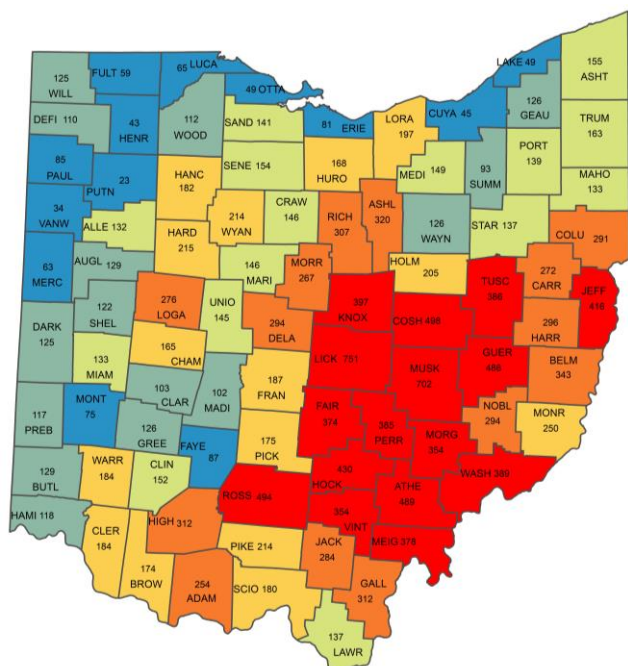 LAKE 49
155
ASHT
125
WILL
FULT 59
65 LUCA
49 OTTA
126
GEAU
DEFI 110
43
HENR
112
WOOD
SAND 141
81 ERIE
LORA
197
CUYA 45
TRUM
163
85
PAUL
PUTN 23
HANC
182
SENE 154
168
HURO
MEDI 149
93
SUMM
PORT
139
MAHO
133
34
VANW
ALLE 132
214
WYAN
CRAW
146
RICH
307
ASHL
320
126
WAYN
STAR 137
COLU 291
63
MERC
AUGL 129
HARD
215
146
MARI
MORR
267
HOLM
205
TUSC
272
CARR
JEFF
416
122
SHEL
276
LOGA
UNIO
145
294
DELA
397
KNOX
COSH 496
296
HARR
DARK
125
133
MIAM
165
CHAM
LICK 751
MUSK
702
GUER
486
BELM
343
103
CLAR
102
MADI
187
FRAN
117
PREB
MONT
75
126
GREE
FAIR
374
385
PERR
NOBL
294
MONR
250
FAYE
87
175
PICK
MORG
354
129
BUTL
WARR
184
CLIN
152
ROSS 494
430
HOCK
ATHE
489
WASH 389
HAMI 118
HIGH 312
VINT
MEIG 378
CLER
184
174
BROW
254
ADAM
PIKE 214
JACK
284
SCIO 180
GALL
312
137
LAWR